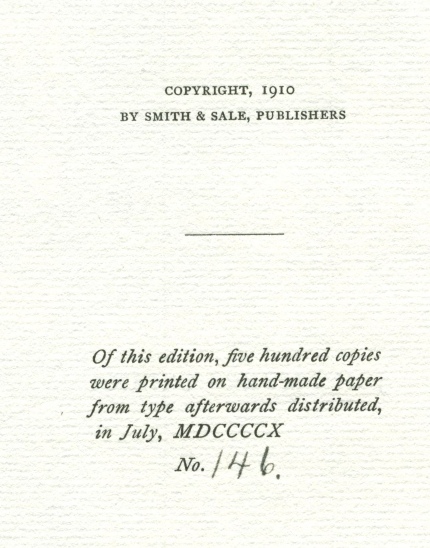 COPYRIGHT, 1910
BY SMITH & SALE, PUBLISHERS
Of this edition, five hundred copies
were printed on hand-made paper
from type afterwards distributed,
in July, MDCCCCX
No. 146.